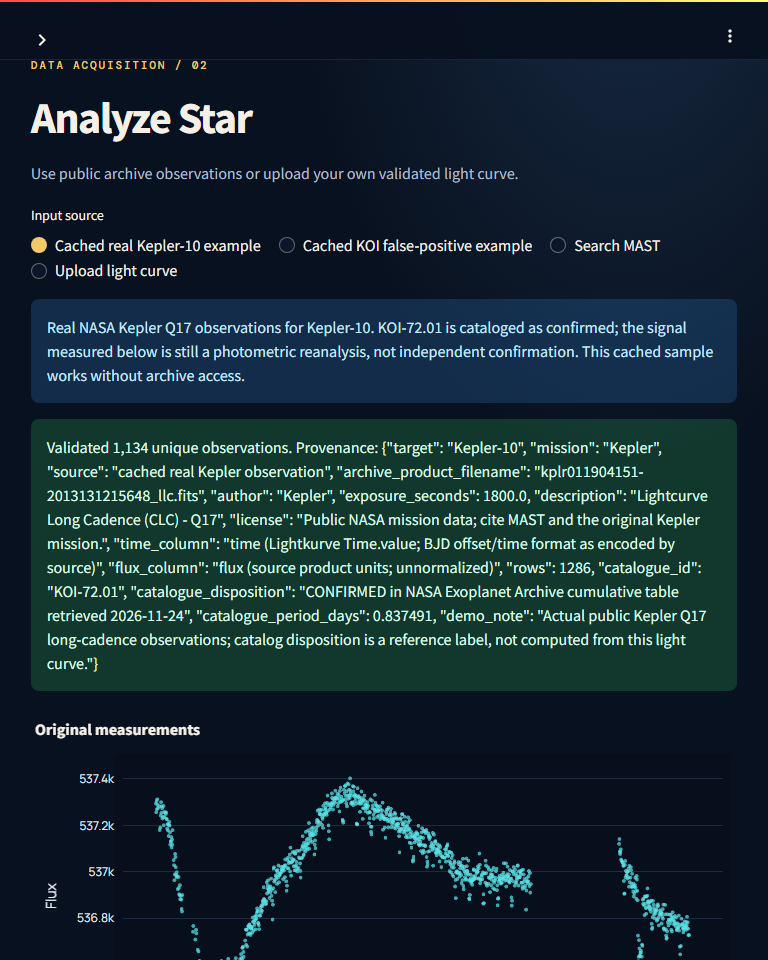 DATA ACQUISITION / 02
Analyze Star
Use public archive observations or upload your own validated light curve.
Input source
Cached real Kepler-10 example
Cached KOI false-positive example
Search MAST
Upload light curve
Real NASA Kepler Q17 observations for Kepler-10. KOI-72.01 is cataloged as confirmed; the signal
measured below is still a photometric reanalysis, not independent confirmation. This cached sample
works without archive access.
Validated 1,134 unique observations. Provenance: {"target": "Kepler-10", "mission": "Kepler",
"source": "cached real Kepler observation", "archive_product_filename": "kplr011904151-
2013131215648_llc.fits", "author": "Kepler", "exposure_seconds": 1800.0, "description": "Lightcurve
Long Cadence (CLC) - Q17", "license": "Public NASA mission data; cite MAST and the original Kepler
mission.", "time_column": "time (Lightkurve Time.value; BJD offset/time format as encoded by
source)", "flux_column": "flux (source product units; unnormalized)", "rows": 1286, "catalogue_id":
"KOI-72.01", "catalogue_disposition": "CONFIRMED in NASA Exoplanet Archive cumulative table
retrieved 2026-11-24", "catalogue_period_days": 0.837491, "demo_note": "Actual public Kepler Q17
long-cadence observations; catalog disposition is a reference label, not computed from this light
curve."}
Original measurements
537.4k
537.2k
537k
536.8k
Flux